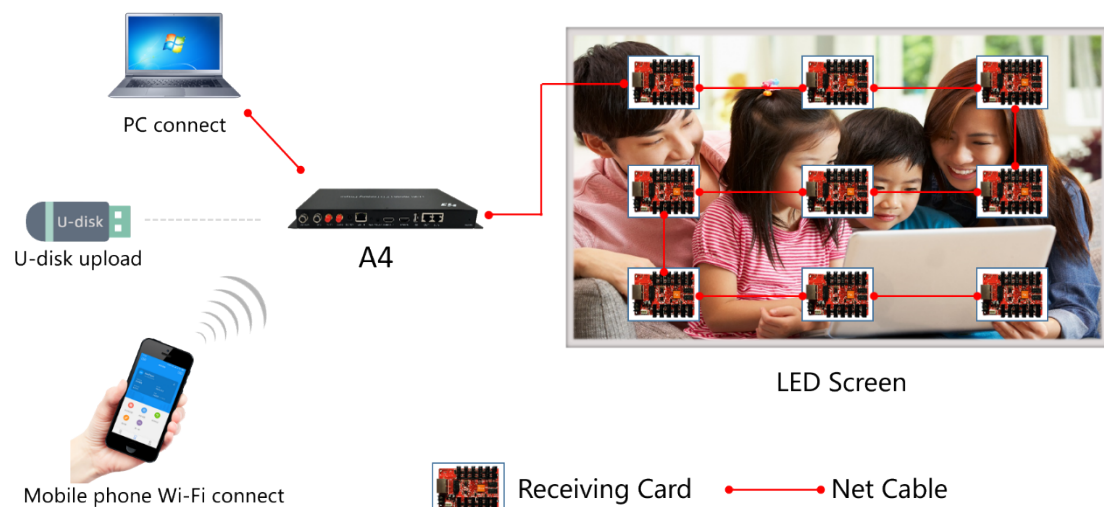 PC connect
U-disk
U-disk upload
A4
Mobile phone Wi-Fi connect
LED Screen
Receiving Card
Net Cable